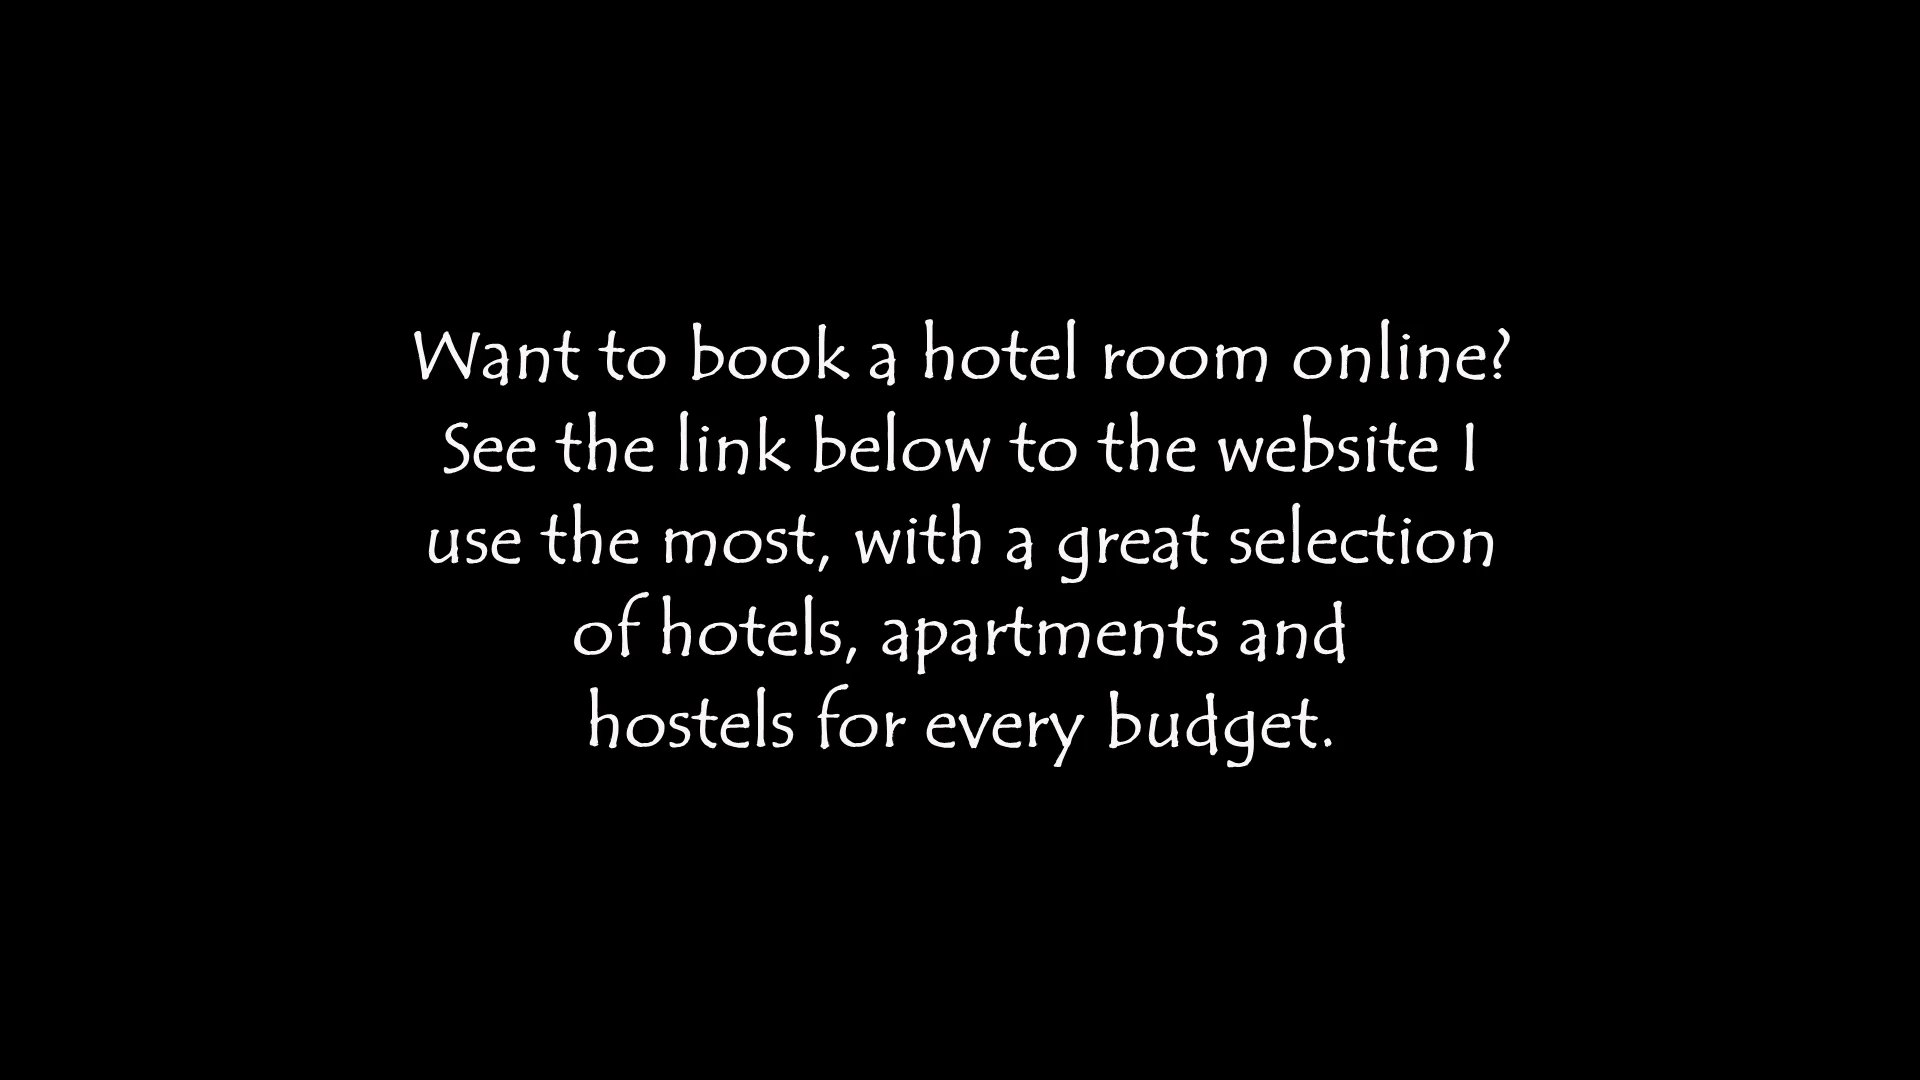 Want to book a hotel room online?
See the link below to the website I
use the most, with a great selection
of hotels, apartments and
hostels for every budget.